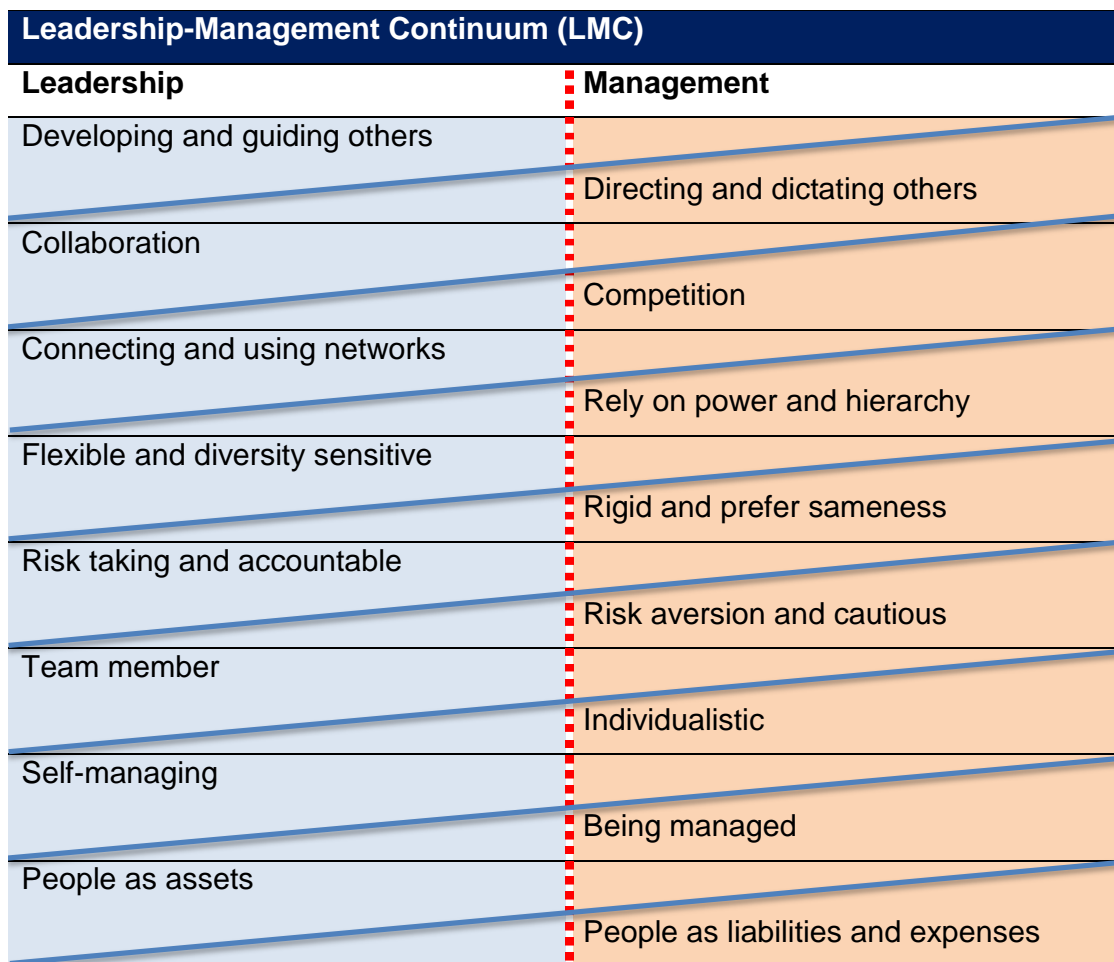 Leadership-Management Continuum (LMC)
Leadership
Management
Developing and guiding others
Directing and dictating others
Collaboration
Competition
Connecting and using networks
Rely on power and hierarchy
Flexible and diversity sensitive
Rigid and prefer sameness
Risk taking and accountable
Risk aversion and cautious
Team member
Individualistic
Self-managing
Being managed
People as assets
People as liabilities and expenses